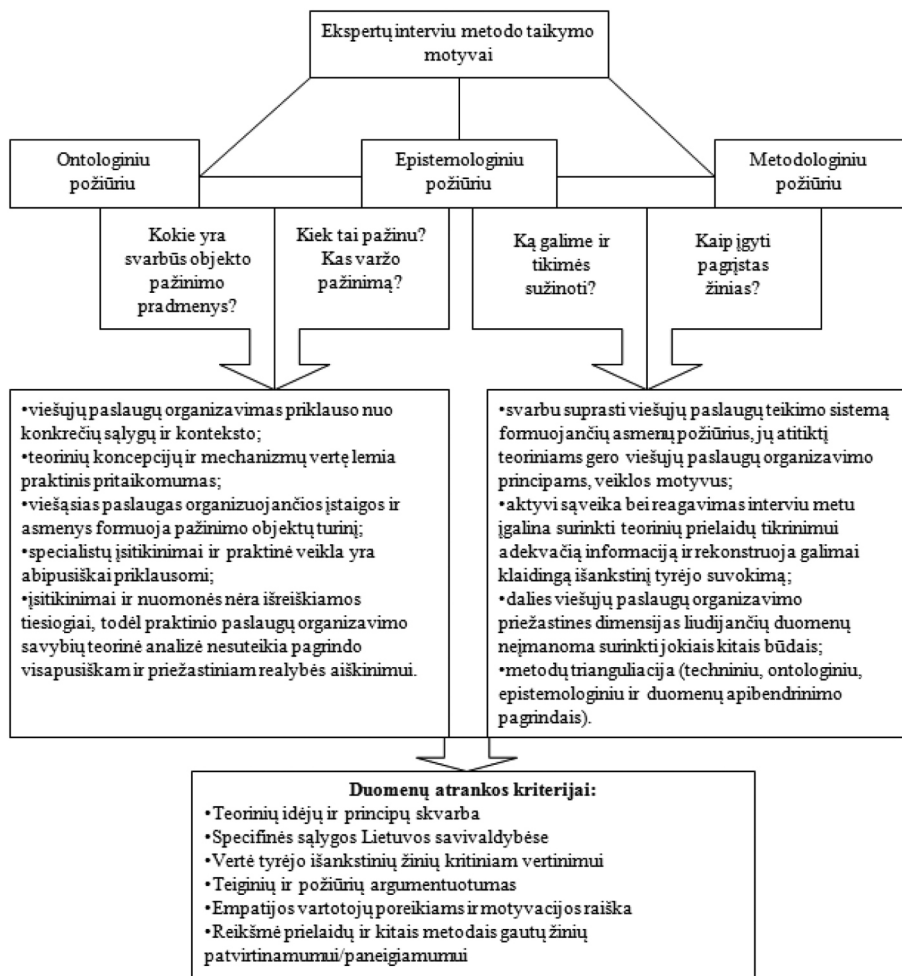 Ekspertų interviu metodo taikymo
motyvai
Ontologiniu
požiūriu
Epistemologiniu
požiūriu
Metodologiniu
požiūriu
Kokie yra
svarbūs objekto
pažinimo
pradmenys?
Kiek tai pažinu?
Kas varžo
pažinimą?
Ką galime ir
tikimės
sužinoti?
Kaip įgyti
pagrįstas
žinias?
•viešųjų paslaugų organizavimas priklauso nuo
konkrečių sąlygų ir konteksto;
•teorinių koncepcijų ir mechanizmų vertę lemia
praktinis pritaikomumas;
•viešąsias paslaugas organizuojančios įstaigos ir
asmenys formuoja pažinimo objektų turinį;
•specialistų įsitikinimai ir praktinė veikla yra
abipusiškai priklausomi;
•įsitikinimai ir nuomonės nėra išreiškiamos
tiesiogiai, todėl praktinio paslaugų organizavimo
savybių teorinė analizė nesuteikia pagrindo
visapusiškam ir priežastiniam realybės aiškinimui.
•svarbu suprasti viešųjų paslaugų teikimo sistemą
formuojančių asmenų požiūrius, jų atitiktį
teoriniams gero viešųjų paslaugų organizavimo
principams, veiklos motyvus;
•aktyvi sąveika bei reagavimas interviu metu
įgalina surinkti teorinių prielaidų tikrinimui
adekvačią informaciją ir rekonstruoja galimai
klaidingą išankstinį tyrėjo suvokimą;
•dalies viešųjų paslaugų organizavimo
priežastines dimensijas liudijančių duomenų
neįmanoma surinkti jokiais kitais būdais;
•metodų trianguliacija (techniniu, ontologiniu,
epistemologiniu ir duomenų apibendrinimo
pagrindais).
Duomenų atrankos kriterijai:
•Teorinių idėjų ir principų skvarba
•Specifinės sąlygos Lietuvos savivaldybėse
•Vertė tyrėjo išankstinių žinių kritiniam vertinimui
•Teiginių ir požiūrių argumentuotumas
•Empatijos vartotojų poreikiams ir motyvacijos raiška
•Reikšmė prielaidų ir kitais metodais gautų žinių
patvirtinamumui/paneigiamumui